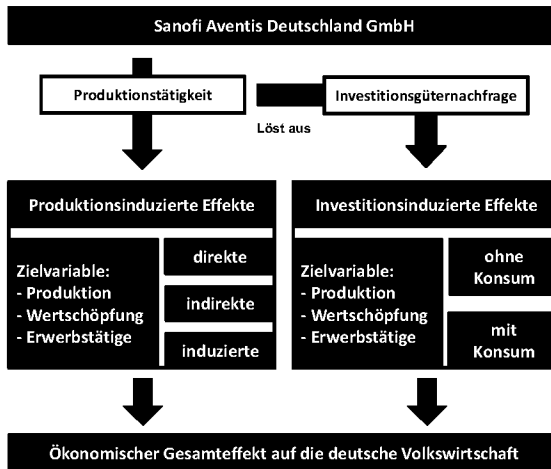 Sanofi Aventis Deutschland GmbH
Produktionstätigkeit
Investitionsgüternachfrage
Löst aus
Produktionsinduzierte Effekte
Zielvariable:
- Produktion
- Wertschöpfung
- Erwerbstätige
direkte
indirekte
induzierte
Investitionsinduzierte Effekte
Zielvariable:
- Produktion
- Wertschöpfung
- Erwerbstätige
ohne
Konsum
mit
Konsum
Ökonomischer Gesamteffekt auf die deutsche Volkswirtschaft